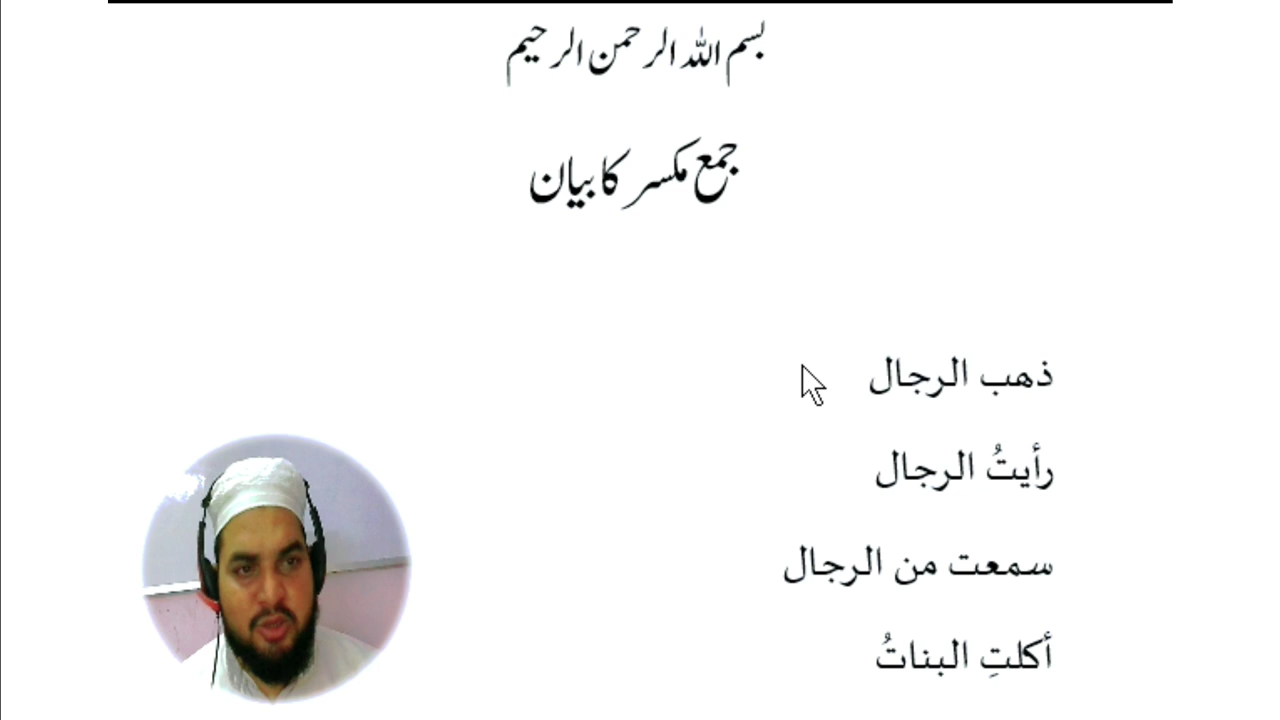 بسم اللہ الرحمن الرحیم
جمع مکسر کا بیان
ذهب الرجال
رأيتُ الرجال
سمعت من الرجال
أكلتِ البناتُ